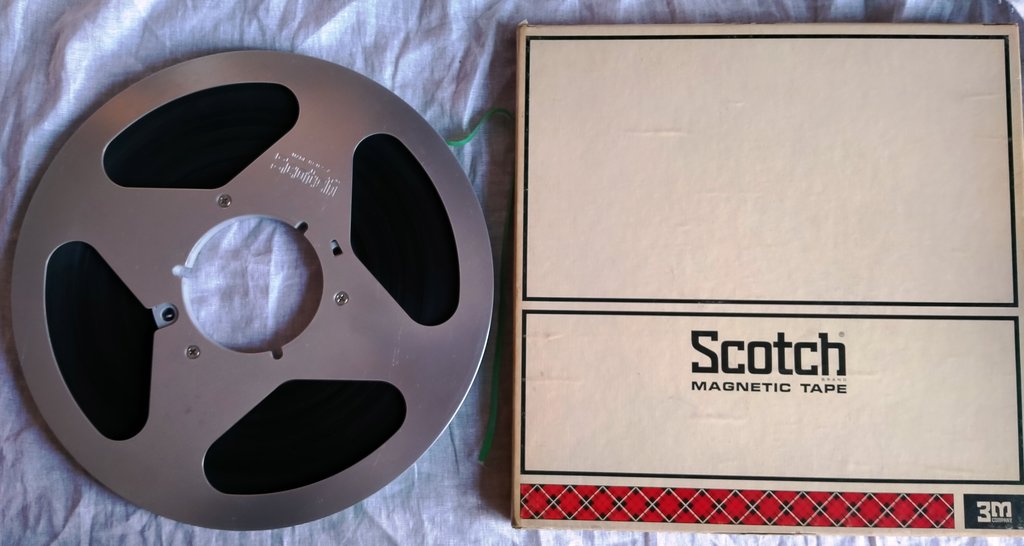 Scotch®
BRAND
MAGNETIC TAPE
3M
COMPANY